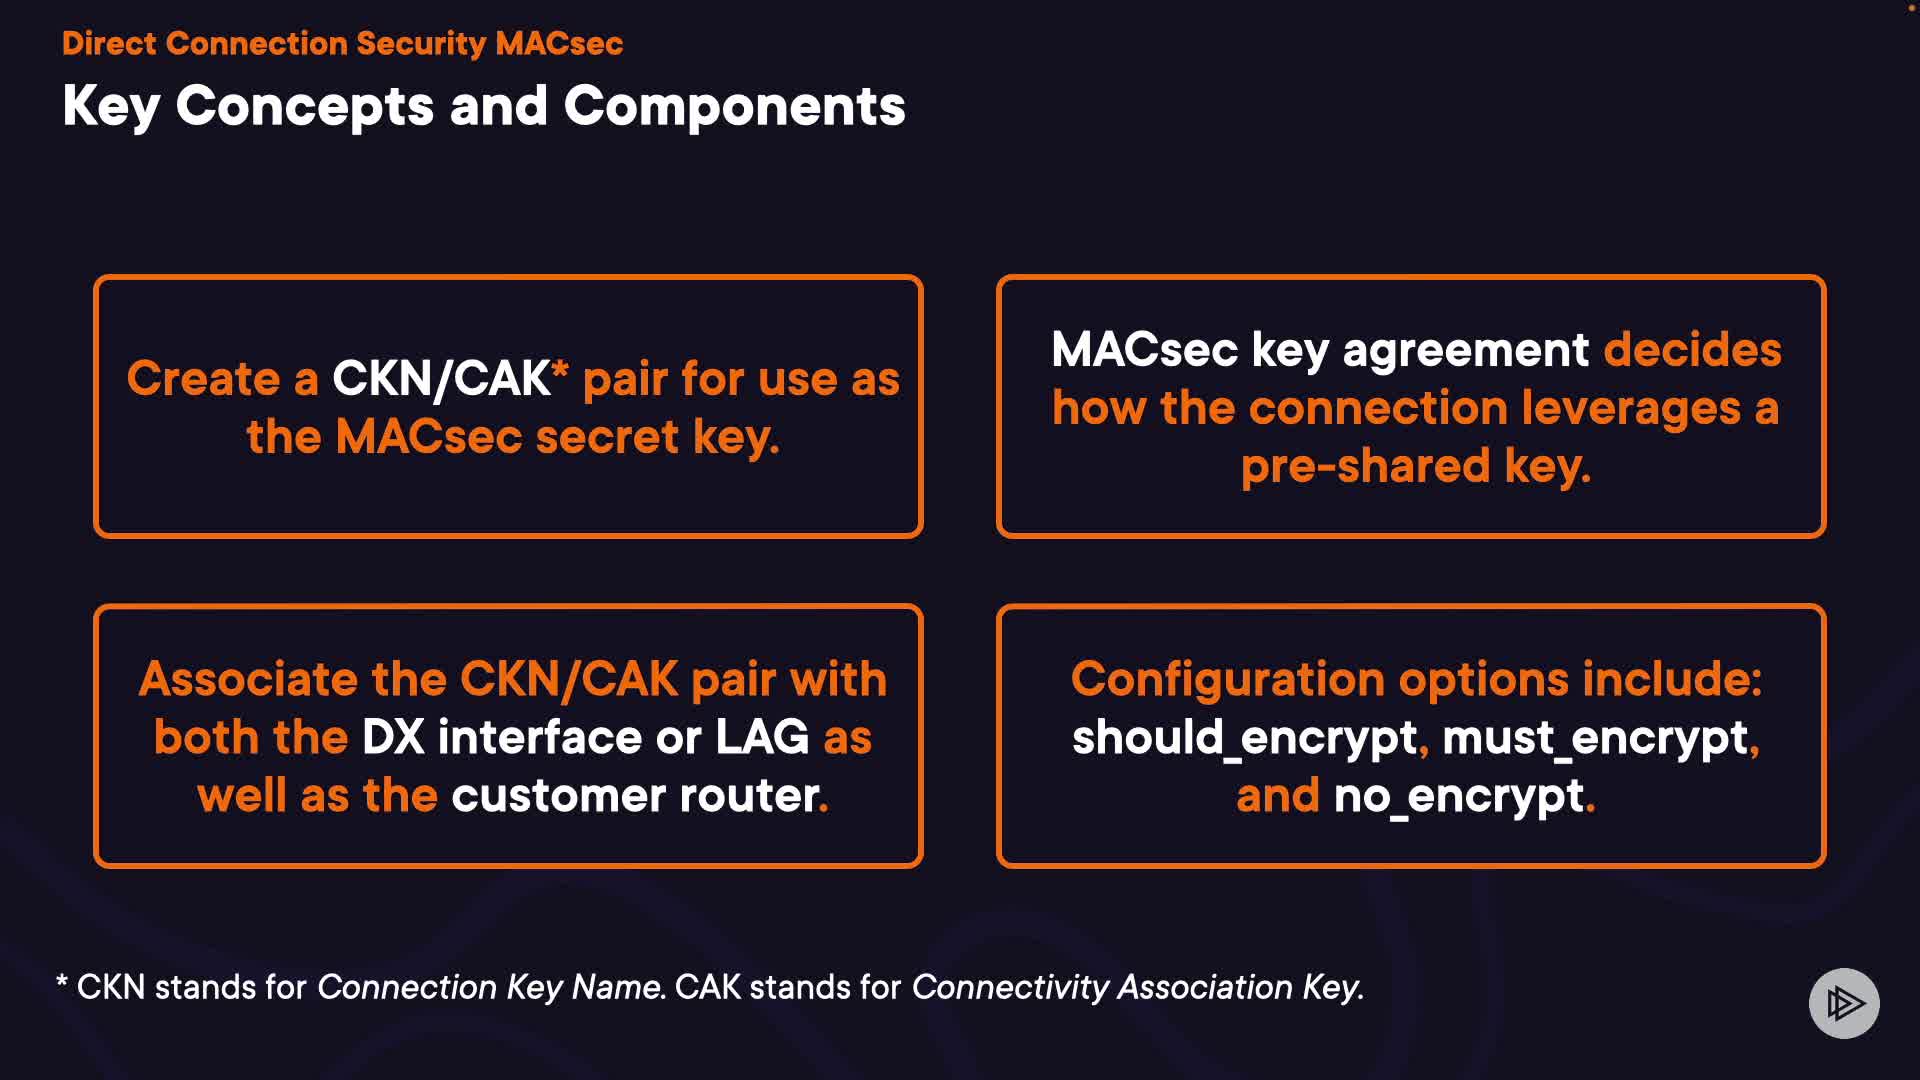 Direct Connection Security MACsec
Key Concepts and Components
Create a CKN/CAK* pair for use as
the MACsec secret key.
MACsec key agreement decides
how the connection leverages a
pre-shared key.
Associate the CKN/CAK pair with
both the DX interface or LAG as
well as the customer router.
Configuration options include:
should_encrypt, must_encrypt,
and no_encrypt.
* CKN stands for Connection Key Name. CAK stands for Connectivity Association Key.